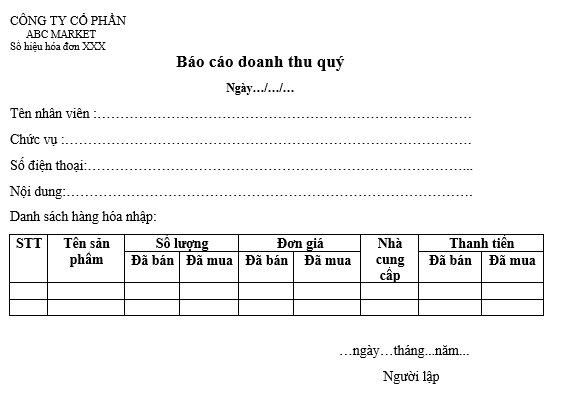 CÔNG TY CỔ PHẦN
ABC MARKET
Số hiệu hóa đơn XXX
Báo cáo doanh thu quý
Ngày…/…/…
Tên nhân viên :……………………………………………………………
Chức vụ :…………………………………………………………………
Số điện thoại:……………………………………………………………...
Nội dung:…………………………………………………………………
Danh sách hàng hóa nhập:
STT Tên sản phẩm Số lượng Đơn giá Nhà cung cấp Thanh tiền
Đã bán Đã mua Đã bán Đã mua Đã bán Đã mua
…ngày…tháng...năm...
Người lập